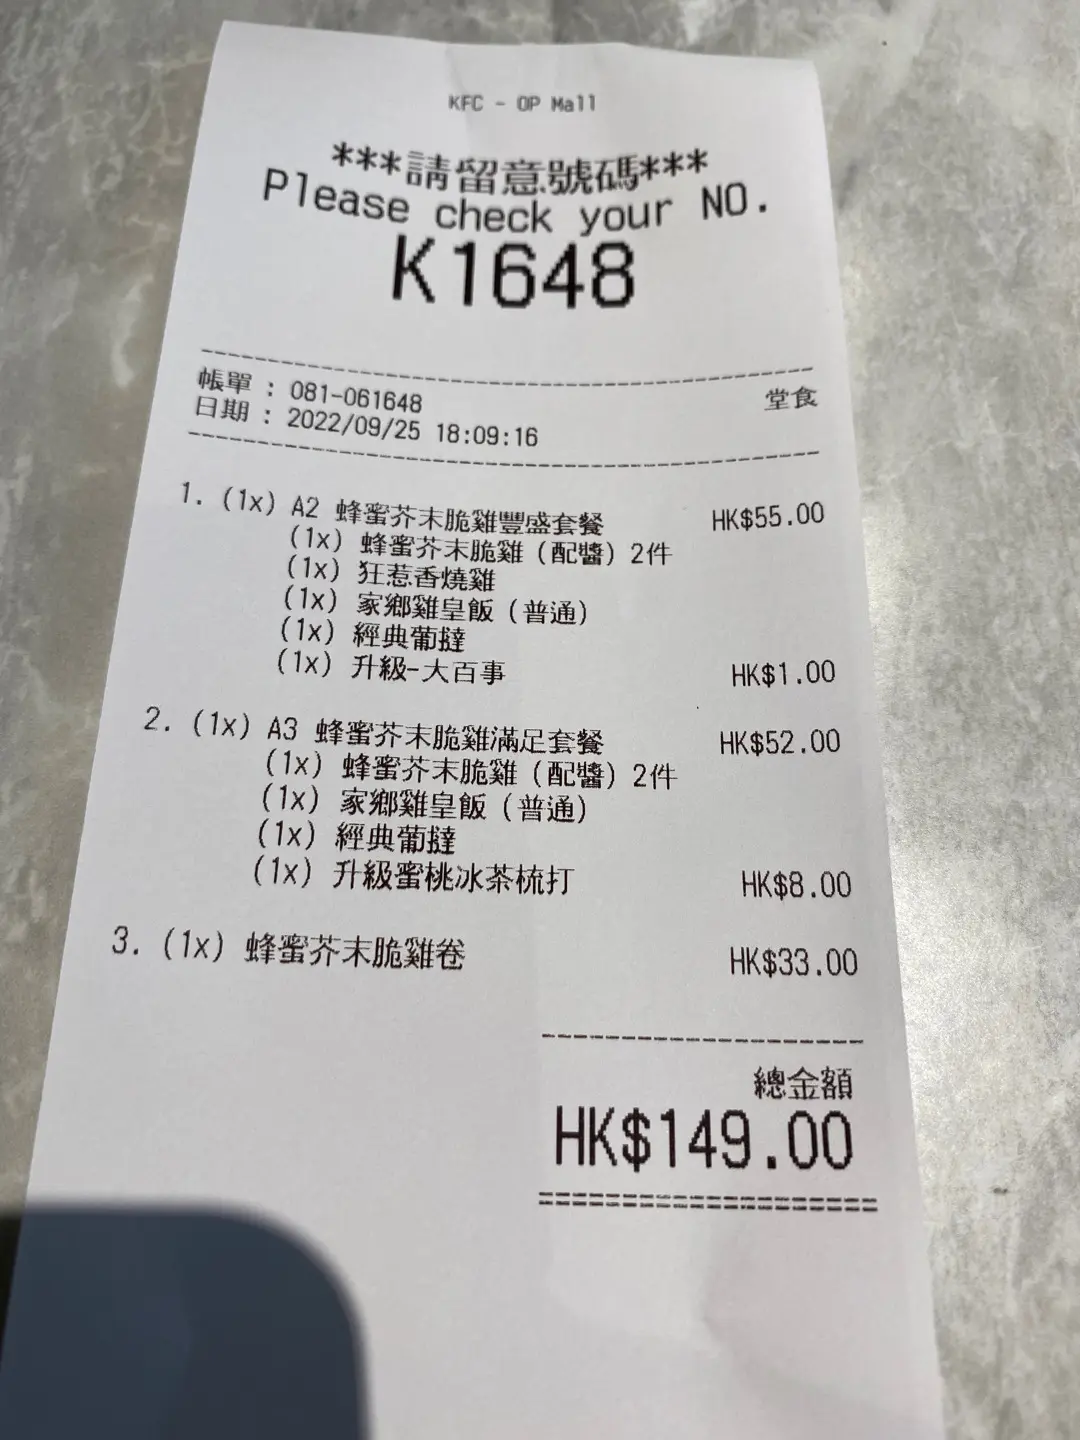 KFC - OP Mall
***請留意號碼***
Please check your NO.
K1648
帳單 : 081-061648 堂食
日期 : 2022/09/25 18:09:16
1. (1x) A2 蜂蜜芥末脆雞豐盛套餐 HK$55.00
(1x) 蜂蜜芥末脆雞 (配醬) 2件
(1x) 狂惹香燒雞
(1x) 家鄉雞皇飯 (普通)
(1x) 經典葡撻
(1x) 升級-大百事 HK$1.00
2. (1x) A3 蜂蜜芥末脆雞滿足套餐 HK$52.00
(1x) 蜂蜜芥末脆雞 (配醬) 2件
(1x) 家鄉雞皇飯 (普通)
(1x) 經典葡撻
(1x) 升級蜜桃冰茶梳打 HK$8.00
3. (1x) 蜂蜜芥末脆雞卷 HK$33.00
總金額
HK$149.00